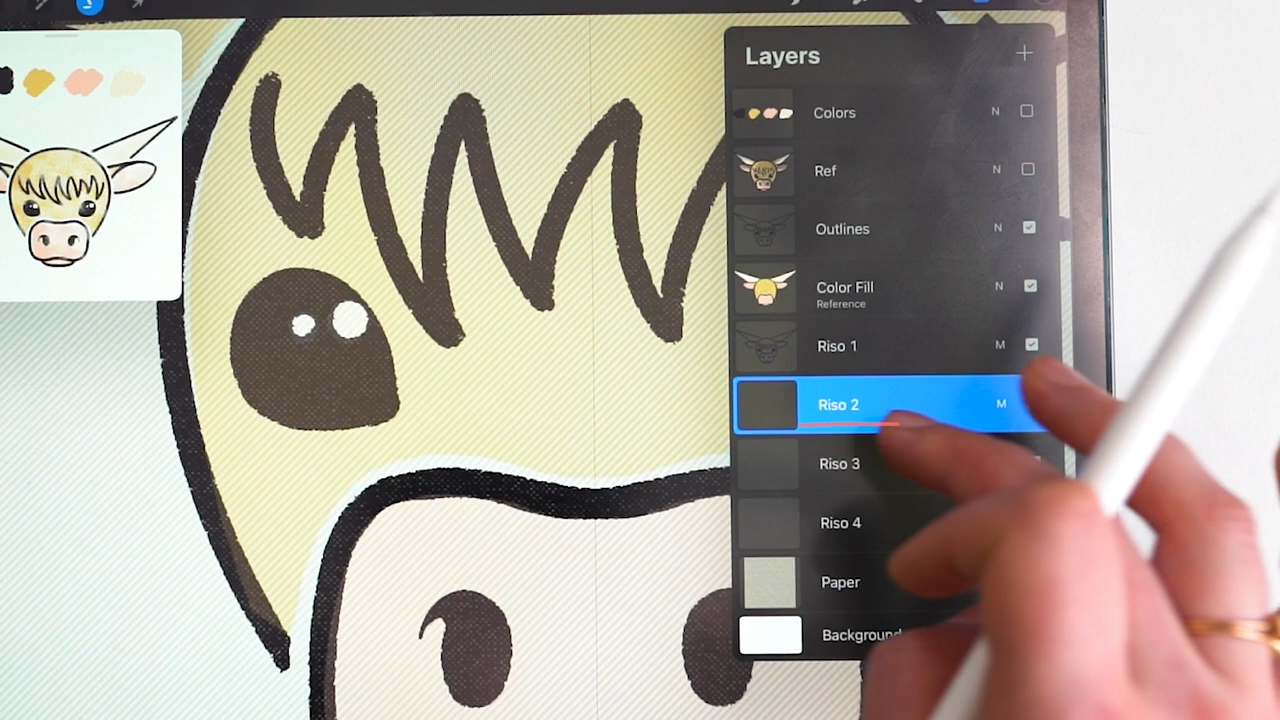 Layers
Colors N
Ref N
Outlines N
Color Fill N
Reference
Riso 1 M
Riso 2 M
Riso 3
Riso 4
Paper
Background